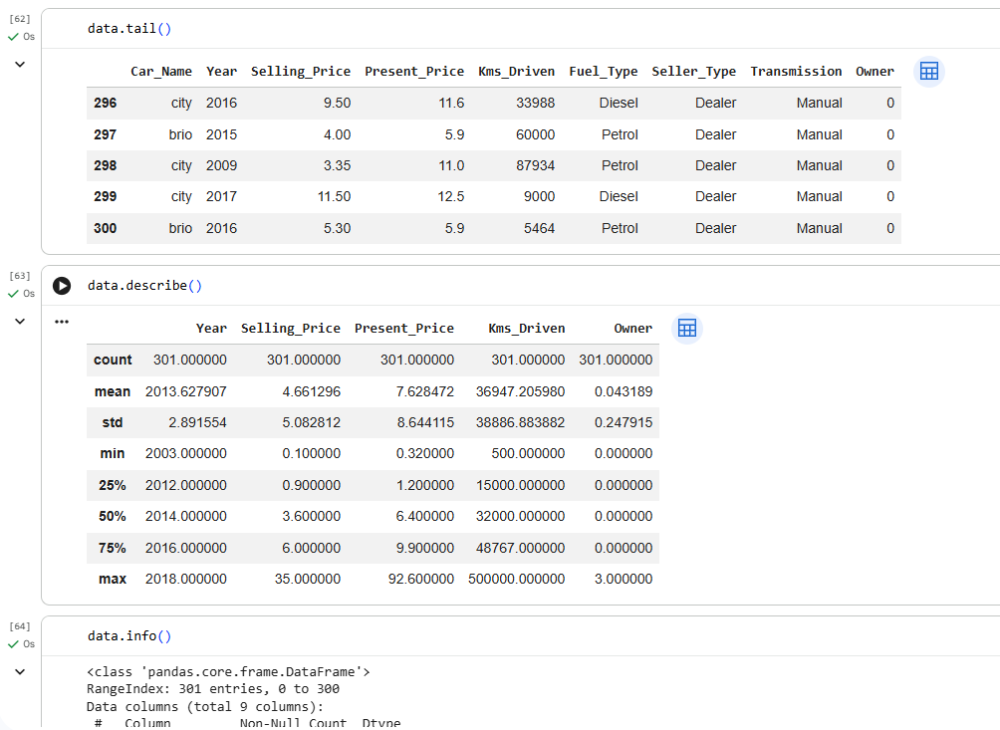 [62]
0s
data.tail()
Car_Name Year Selling_Price Present_Price Kms_Driven Fuel_Type Seller_Type Transmission Owner
296 city 2016 9.50 11.6 33988 Diesel Dealer Manual 0
297 brio 2015 4.00 5.9 60000 Petrol Dealer Manual 0
298 city 2009 3.35 11.0 87934 Petrol Dealer Manual 0
299 city 2017 11.50 12.5 9000 Diesel Dealer Manual 0
300 brio 2016 5.30 5.9 5464 Petrol Dealer Manual 0
[63]
0s
data.describe()
Year Selling_Price Present_Price Kms_Driven Owner
count 301.000000 301.000000 301.000000 301.000000 301.000000
mean 2013.627907 4.661296 7.628472 36947.205980 0.043189
std 2.891554 5.082812 8.644115 38886.883882 0.247915
min 2003.000000 0.100000 0.320000 500.000000 0.000000
25% 2012.000000 0.900000 1.200000 15000.000000 0.000000
50% 2014.000000 3.600000 6.400000 32000.000000 0.000000
75% 2016.000000 6.000000 9.900000 48767.000000 0.000000
max 2018.000000 35.000000 92.600000 500000.000000 3.000000
[64]
0s
data.info()
<class 'pandas.core.frame.DataFrame'>
RangeIndex: 301 entries, 0 to 300
Data columns (total 9 columns):
# Column Non-Null Count Dtype